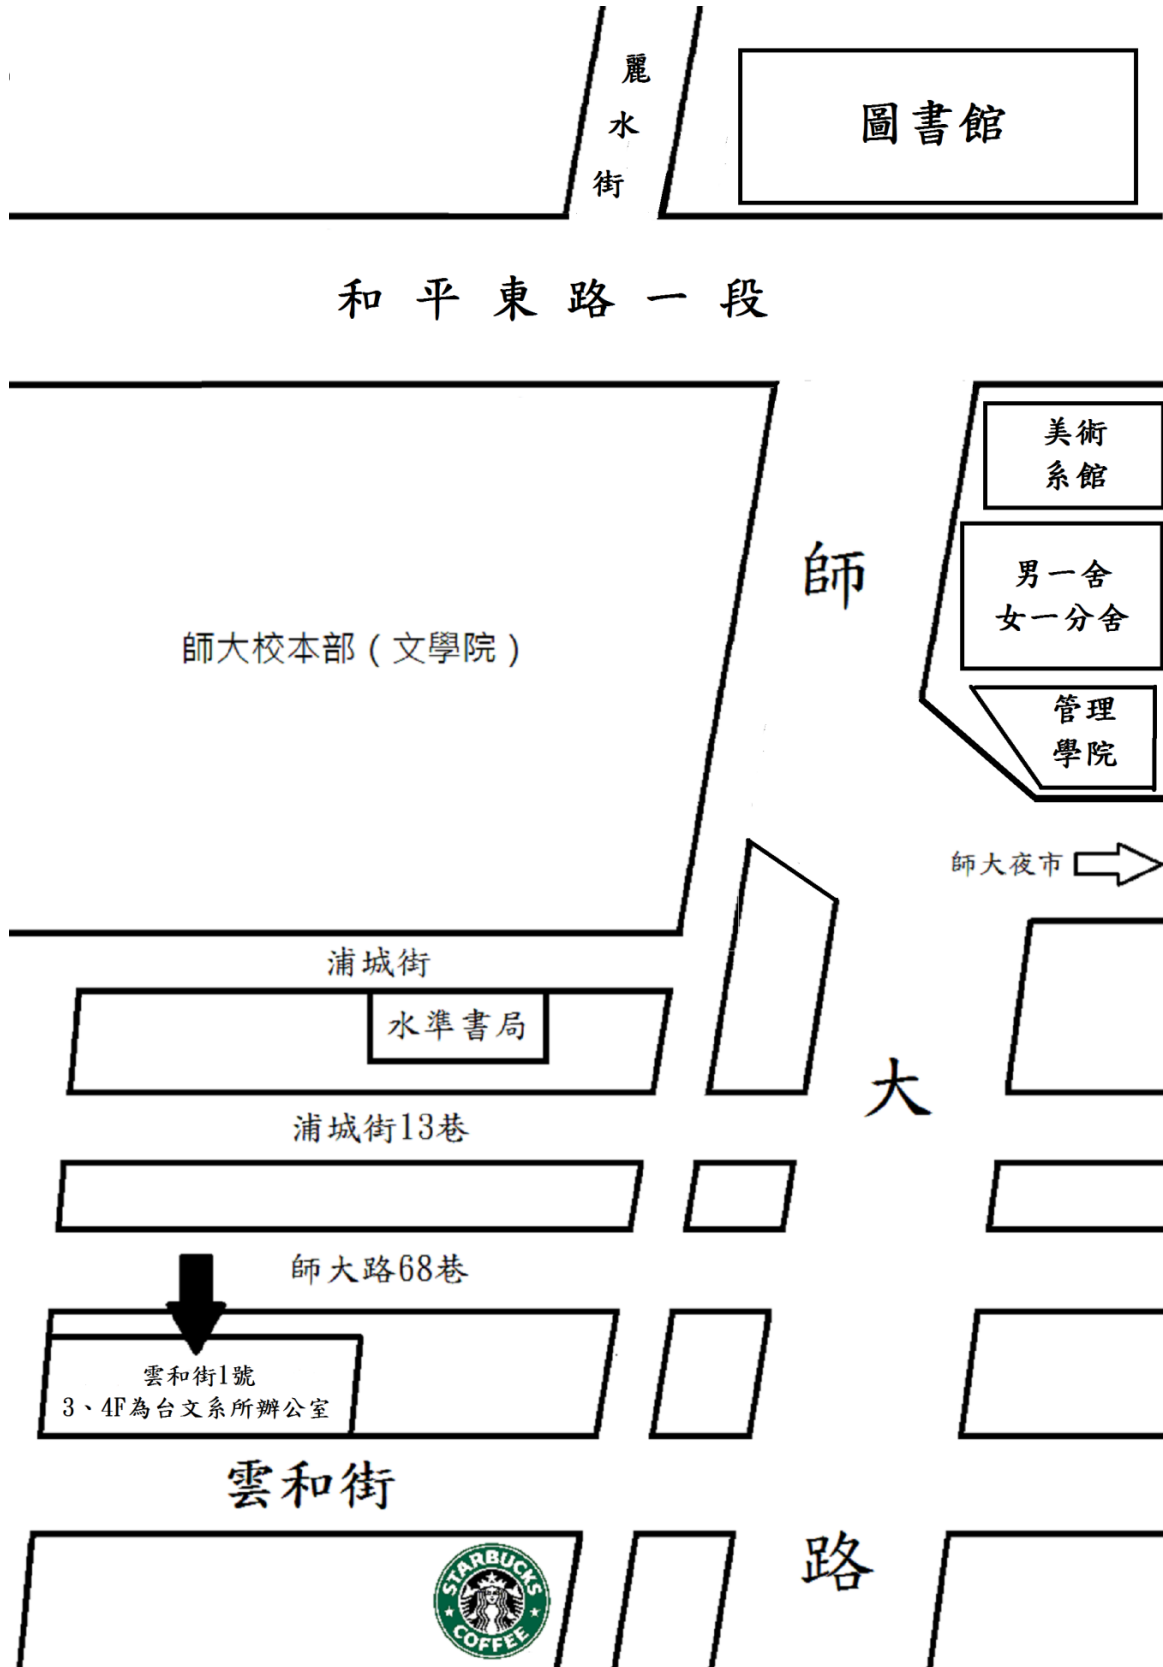 麗水街
圖書館
和平東路一段
美術
系館
師大路
男一舍
女一分舍
師大校本部（文學院）
管理
學院
師大夜市
浦城街
水準書局
浦城街13巷
師大路68巷
雲和街1號
3、4F為台文系所辦公室
雲和街
STARBUCKS
COFFEE